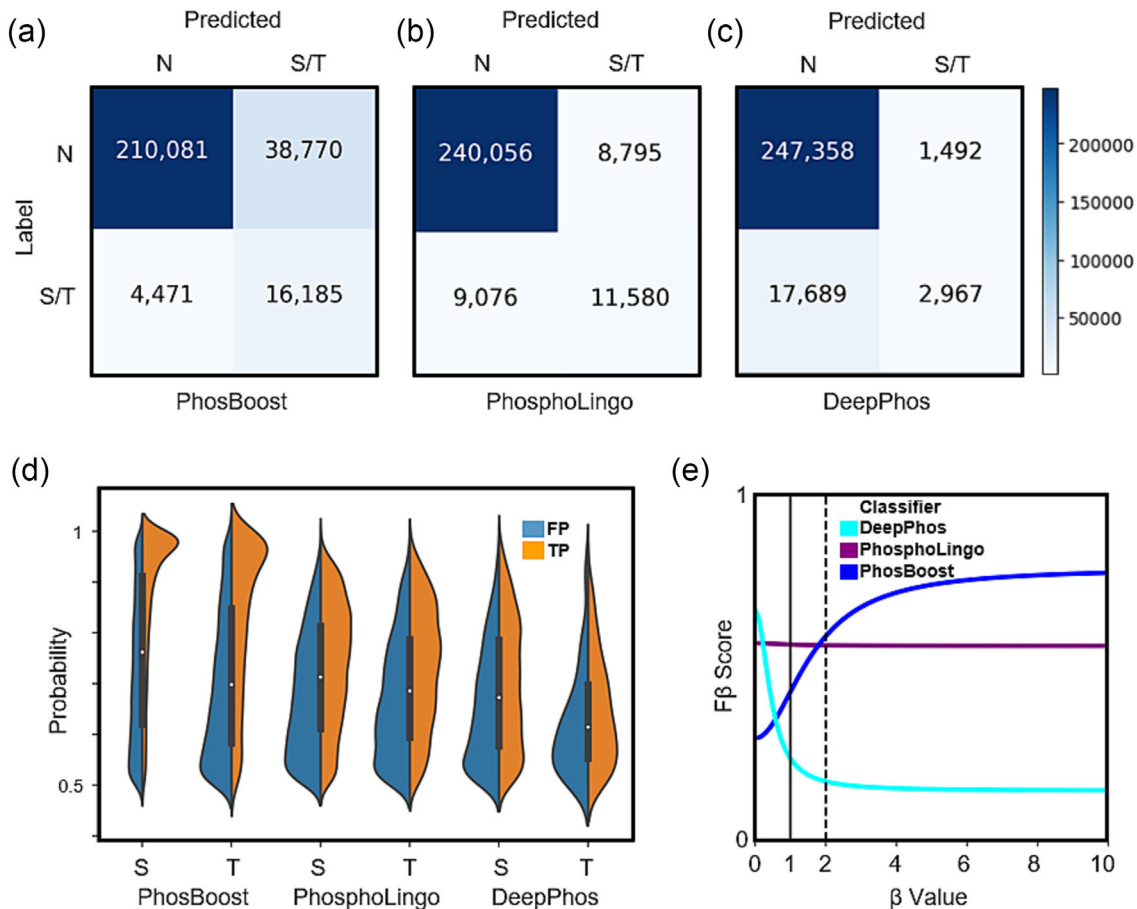 (a)
Predicted
N S/T
Label
N
S/T
210,081 38,770
4,471 16,185
PhosBoost
(b)
Predicted
N S/T
240,056 8,795
9,076 11,580
PhosphoLingo
(c)
Predicted
N S/T
247,358 1,492
17,689 2,967
DeepPhos
200000
150000
100000
50000
(d)
Probability
1
0.5
FP
TP
S T S T S T
PhosBoost PhosphoLingo DeepPhos
(e)
Fβ Score
1
0
Classifier
DeepPhos
PhosphoLingo
PhosBoost
0 1 2 4 6 8 10
β Value